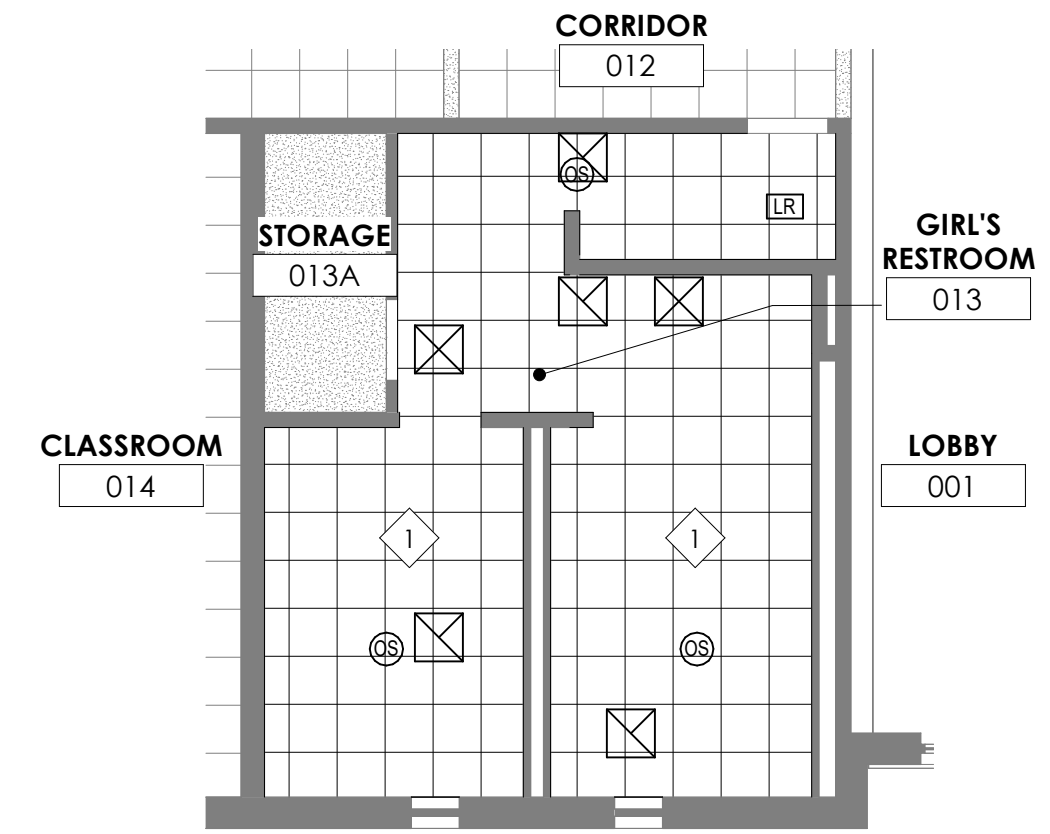 CORRIDOR
012
OS
LR
STORAGE
013A
GIRL'S
RESTROOM
013
CLASSROOM
014
LOBBY
001
1
1
OS
OS